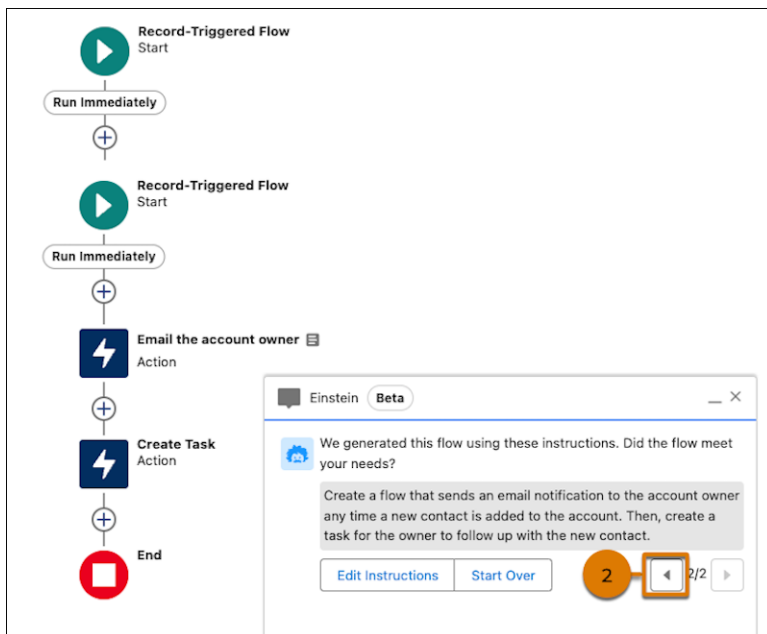 Record-Triggered Flow
Start
Run Immediately
Record-Triggered Flow
Start
Run Immediately
Email the account owner
Action
Create Task
Action
End
Einstein Beta
We generated this flow using these instructions. Did the flow meet
your needs?
Create a flow that sends an email notification to the account owner
any time a new contact is added to the account. Then, create a
task for the owner to follow up with the new contact.
Edit Instructions Start Over 2 2/2